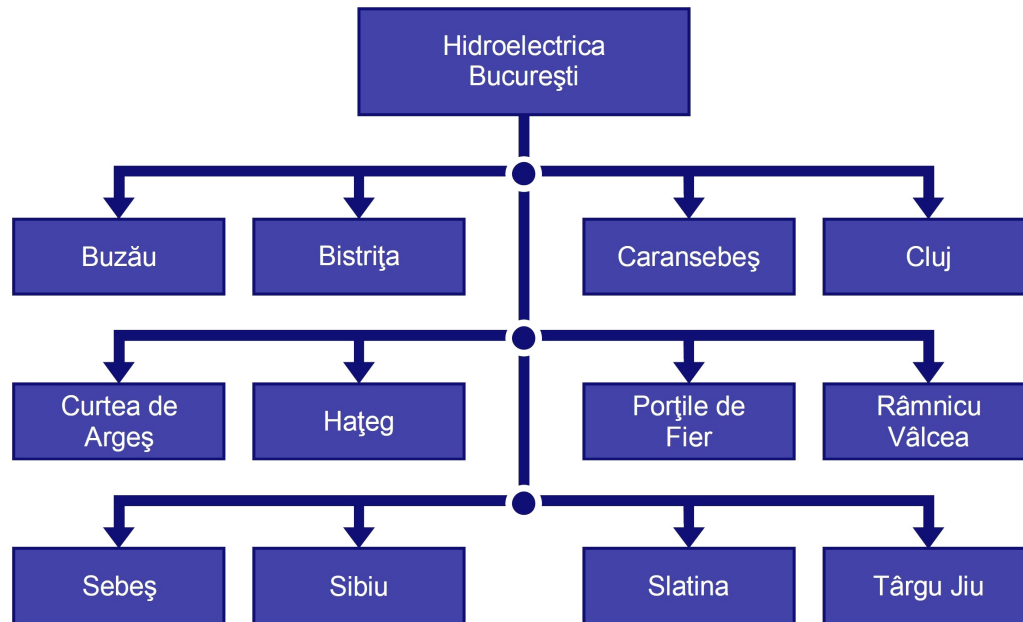 Hidroelectrica
Bucureşti
Buzău
Bistriţa
Caransebeş
Cluj
Curtea de
Argeş
Haţeg
Porţile de
Fier
Râmnicu
Vâlcea
Sebeş
Sibiu
Slatina
Târgu Jiu